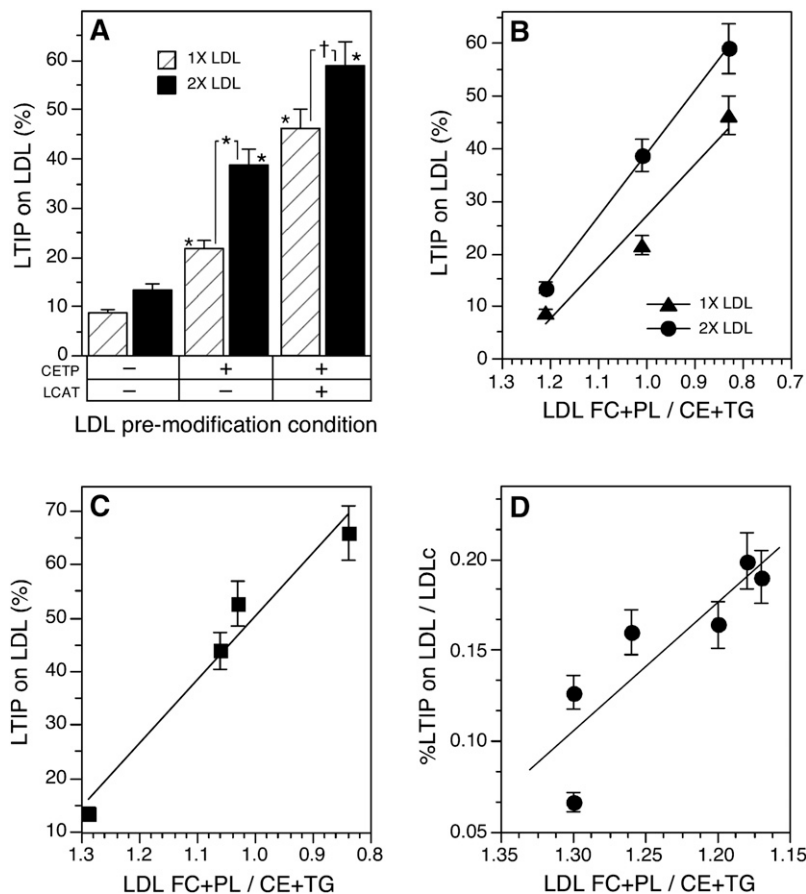 A
1X LDL
2X LDL
LTIP on LDL (%)
60
50
40
30
20
10
0
* * * * † *
CETP − + +
LCAT − − +
LDL pre-modification condition
B
LTIP on LDL (%)
60
50
40
30
20
10
0
1X LDL
2X LDL
1.3 1.2 1.1 1.0 0.9 0.8 0.7
LDL FC+PL / CE+TG
C
LTIP on LDL (%)
70
60
50
40
30
20
10
1.3 1.2 1.1 1.0 0.9 0.8
LDL FC+PL / CE+TG
D
%LTIP on LDL / LDLc
0.20
0.15
0.10
0.05
1.35 1.30 1.25 1.20 1.15
LDL FC+PL / CE+TG